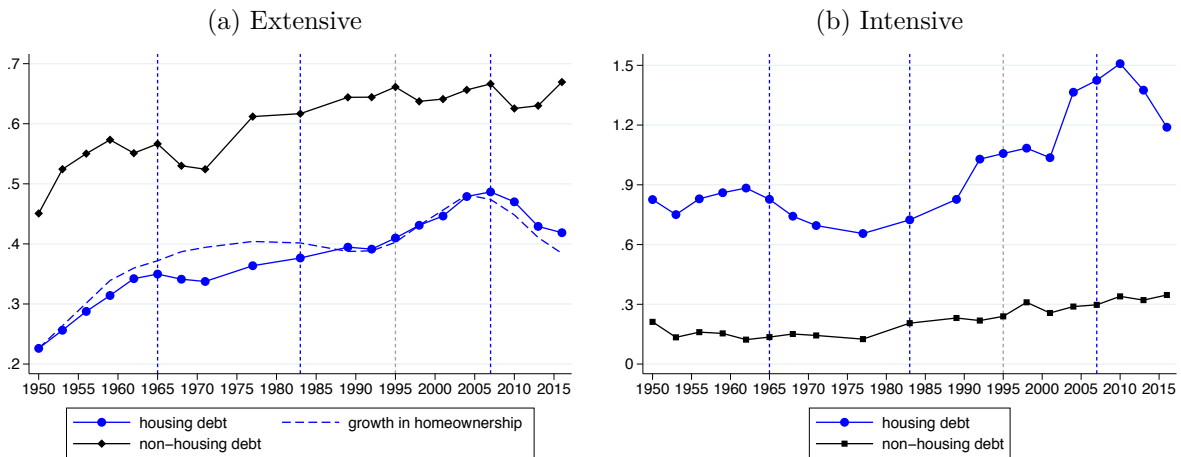 (a) Extensive
.7
.6
.5
.4
.3
.2
1950 1955 1960 1965 1970 1975 1980 1985 1990 1995 2000 2005 2010 2015
housing debt growth in homeownership
non-housing debt
(b) Intensive
1.5
1.2
.9
.6
.3
0
1950 1955 1960 1965 1970 1975 1980 1985 1990 1995 2000 2005 2010 2015
housing debt
non-housing debt